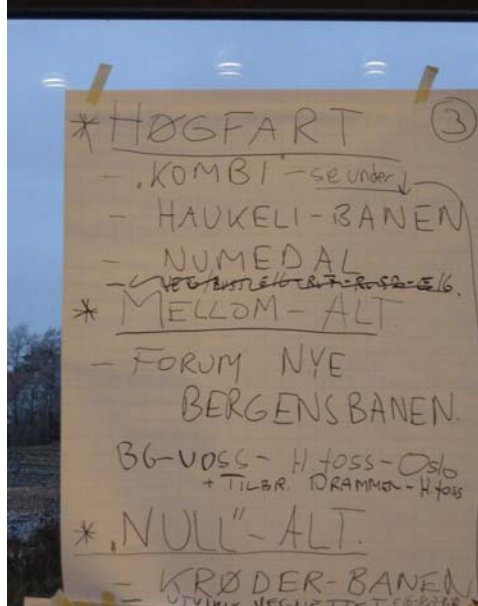 * HØGFART ③
- „KOMBI" - se under ↓
- HAUKELI-BANEN
- NUMEDAL
* MELLOM-ALT
- FORUM NYE
BERGENSBANEN.
BG-VOSS- H.foss-Oslo
+ TILBR. DRAMMEN-H.foss
* „NULL"-ALT.
- KRØDER-BANEN